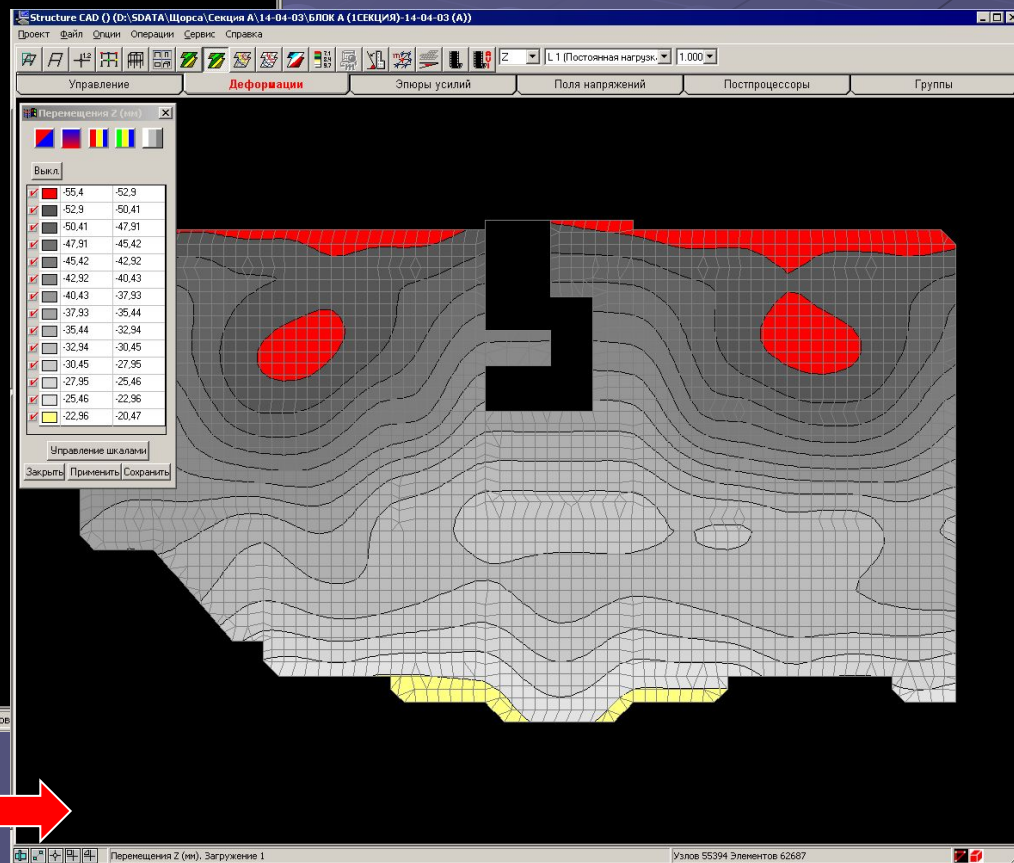 Structure CAD () (D:\SDATA\Щорса\Секция А\14-04-03\БЛОК А (1СЕКЦИЯ)-14-04-03 (А))
Проект Файл Опции Операции Сервис Справка
Z L 1 (Постоянная нагрузк. 1.000
Управление Деформации Эпюры усилий Поля напряжений Постпроцессоры Группы
Перемещения Z (мм)
Выкл.
-55,4 -52,9
-52,9 -50,41
-50,41 -47,91
-47,91 -45,42
-45,42 -42,92
-42,92 -40,43
-40,43 -37,93
-37,93 -35,44
-35,44 -32,94
-32,94 -30,45
-30,45 -27,95
-27,95 -25,46
-25,46 -22,96
-22,96 -20,47
Управление шкалами
Закрыть Применить Сохранить
Перемещения Z (мм). Загружение 1 Узлов 55394 Элементов 62687